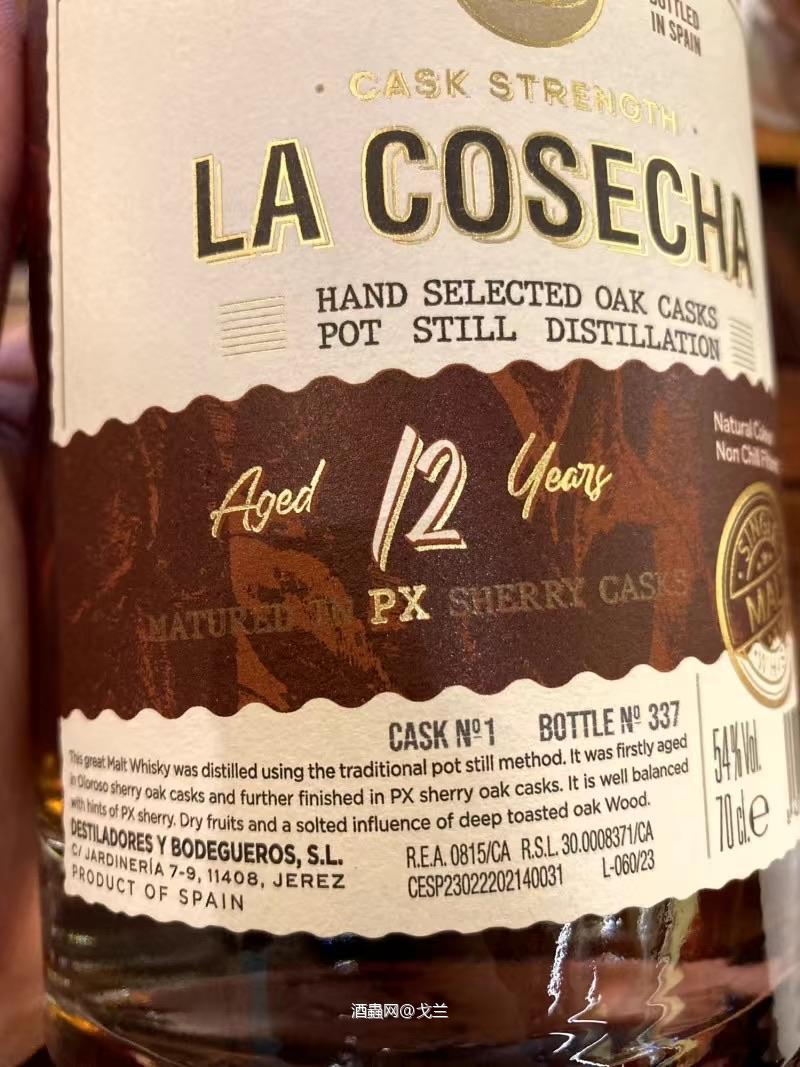 BOTTLED
IN SPAIN
· CASK STRENGTH ·
LA COSECHA
HAND SELECTED OAK CASKS
POT STILL DISTILLATION
Natural
Non Chill
Aged 12 Years
MATURED IN PX SHERRY CASKS
SINGLE
MALT
CASK Nº1 BOTTLE Nº 337
This great Malt Whisky was distilled using the traditional pot still method. It was firstly aged
in Oloroso sherry oak casks and further finished in PX sherry oak casks. It is well balanced
with hints of PX sherry. Dry fruits and a solted influence of deep toasted oak Wood.
DESTILADORES Y BODEGUEROS, S.L.
C/ JARDINERÍA 7-9, 11408, JEREZ
PRODUCT OF SPAIN
R.E.A. 0815/CA R.S.L. 30.0008371/CA
CESP23022202140031 L-060/23
54% Vol.
70 cl. e
酒蟲网@戈兰